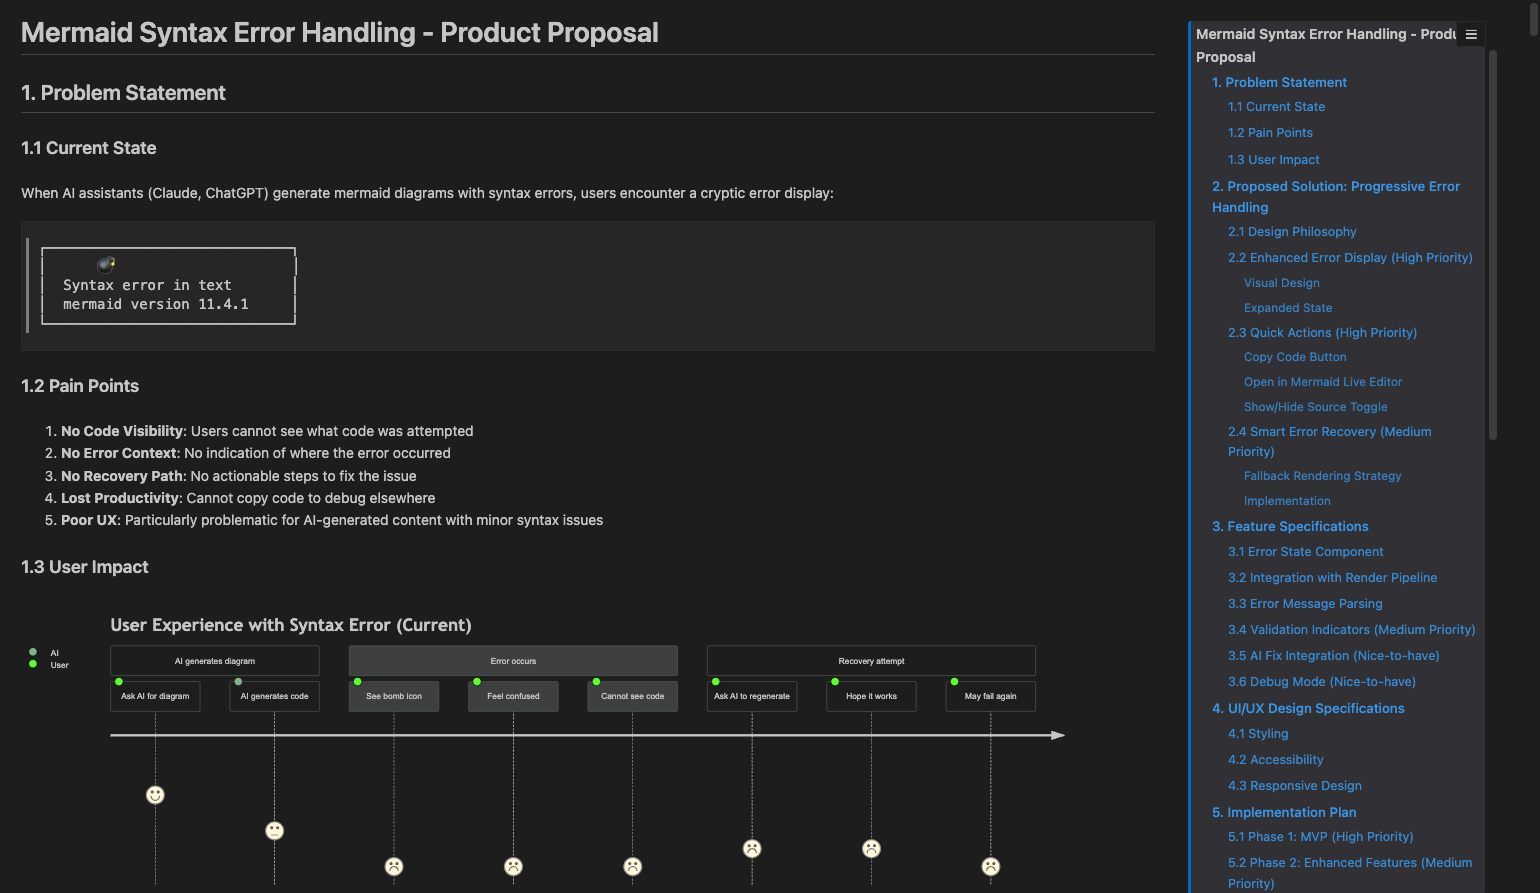 Mermaid Syntax Error Handling - Product Proposal
1. Problem Statement
1.1 Current State
When AI assistants (Claude, ChatGPT) generate mermaid diagrams with syntax errors, users encounter a cryptic error display:
Syntax error in text
mermaid version 11.4.1
1.2 Pain Points
1. No Code Visibility: Users cannot see what code was attempted
2. No Error Context: No indication of where the error occurred
3. No Recovery Path: No actionable steps to fix the issue
4. Lost Productivity: Cannot copy code to debug elsewhere
5. Poor UX: Particularly problematic for AI-generated content with minor syntax issues
1.3 User Impact
User Experience with Syntax Error (Current)
AI
User
AI generates diagram
Error occurs
Recovery attempt
Ask AI for diagram
AI generates code
See bomb icon
Feel confused
Cannot see code
Ask AI to regenerate
Hope it works
May fail again
Mermaid Syntax Error Handling - Produ
Proposal
1. Problem Statement
1.1 Current State
1.2 Pain Points
1.3 User Impact
2. Proposed Solution: Progressive Error
Handling
2.1 Design Philosophy
2.2 Enhanced Error Display (High Priority)
Visual Design
Expanded State
2.3 Quick Actions (High Priority)
Copy Code Button
Open in Mermaid Live Editor
Show/Hide Source Toggle
2.4 Smart Error Recovery (Medium
Priority)
Fallback Rendering Strategy
Implementation
3. Feature Specifications
3.1 Error State Component
3.2 Integration with Render Pipeline
3.3 Error Message Parsing
3.4 Validation Indicators (Medium Priority)
3.5 AI Fix Integration (Nice-to-have)
3.6 Debug Mode (Nice-to-have)
4. UI/UX Design Specifications
4.1 Styling
4.2 Accessibility
4.3 Responsive Design
5. Implementation Plan
5.1 Phase 1: MVP (High Priority)
5.2 Phase 2: Enhanced Features (Medium
Priority)